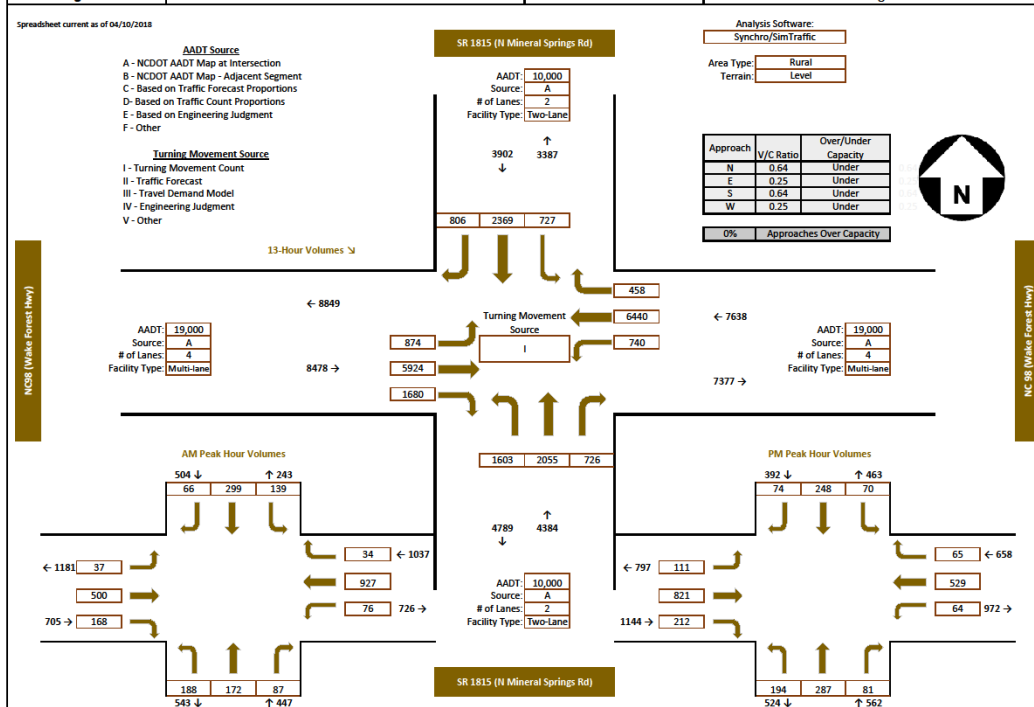 Spreadsheet current as of 04/10/2018
AADT Source
A - NCDOT AADT Map at Intersection
B - NCDOT AADT Map - Adjacent Segment
C - Based on Traffic Forecast Proportions
D- Based on Traffic Count Proportions
E - Based on Engineering Judgment
F - Other
Turning Movement Source
I - Turning Movement Count
II - Traffic Forecast
III - Travel Demand Model
IV - Engineering Judgment
V - Other
SR 1815 (N Mineral Springs Rd)
AADT: 10,000
Source: A
# of Lanes: 2
Facility Type: Two-Lane
3902 ↓
↑ 3387
Analysis Software:
Synchro/SimTraffic
Area Type: Rural
Terrain: Level
Approach V/C Ratio Over/Under Capacity
N 0.64 Under
E 0.25 Under
S 0.64 Under
W 0.25 Under
0% Approaches Over Capacity
N
806 2369 727
13-Hour Volumes ↘
NC98 (Wake Forest Hwy)
← 8849
AADT: 19,000
Source: A
# of Lanes: 4
Facility Type: Multi-lane
8478 →
874
5924
1680
Turning Movement
Source
I
458
6440
740
← 7638
7377 →
AADT: 19,000
Source: A
# of Lanes: 4
Facility Type: Multi-lane
NC 98 (Wake Forest Hwy)
1603 2055 726
4789 ↓
↑ 4384
AADT: 10,000
Source: A
# of Lanes: 2
Facility Type: Two-Lane
SR 1815 (N Mineral Springs Rd)
AM Peak Hour Volumes
504 ↓ ↑ 243
66 299 139
← 1181 37
500
705 → 168
34 ← 1037
927
76 726 →
188 172 87
543 ↓ ↑ 447
PM Peak Hour Volumes
392 ↓ ↑ 463
74 248 70
← 797 111
821
1144 → 212
65 ← 658
529
64 972 →
194 287 81
524 ↓ ↑ 562